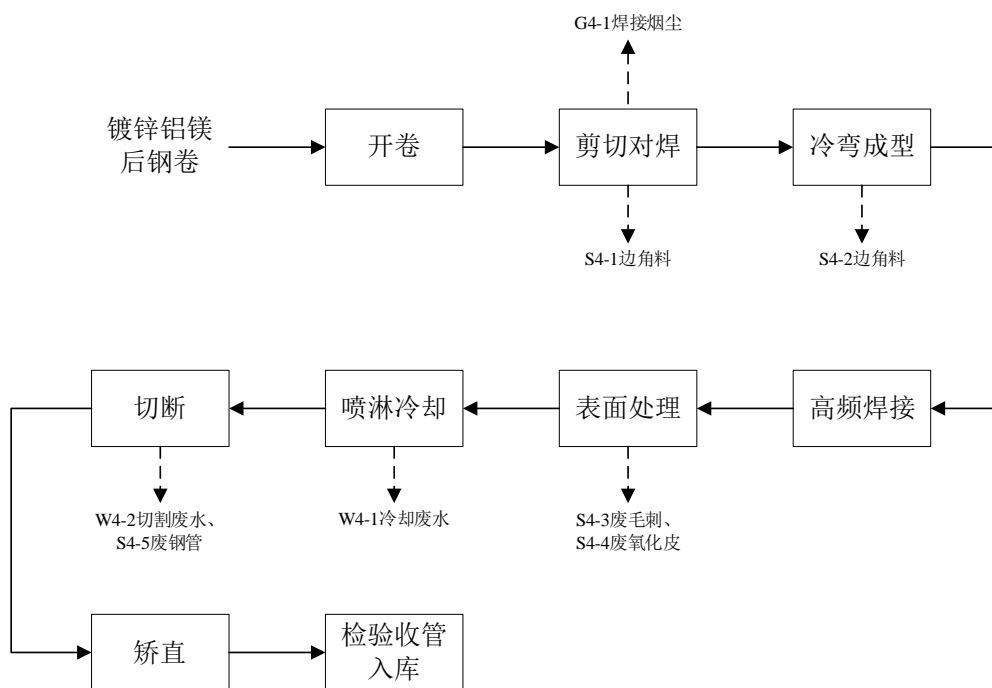 G4-1焊接烟尘
镀锌铝镁
后钢卷
开卷
剪切对焊
冷弯成型
S4-1边角料
S4-2边角料
切断
喷淋冷却
表面处理
高频焊接
W4-2切割废水、
S4-5废钢管
W4-1冷却废水
S4-3废毛刺、
S4-4废氧化皮
矫直
检验收管
入库